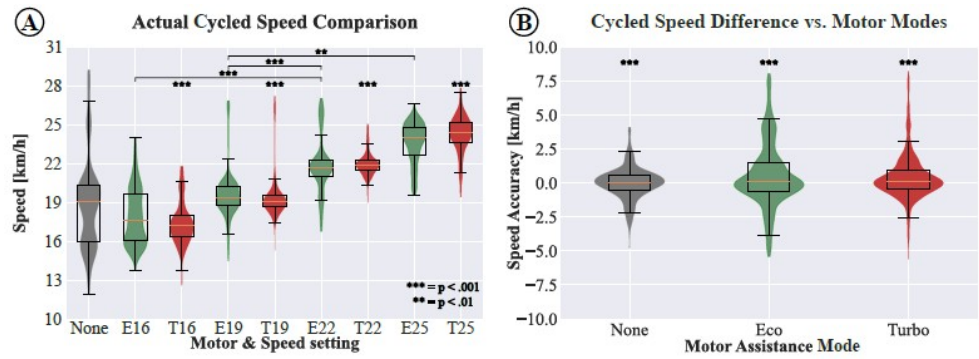 A Actual Cycled Speed Comparison
31
28
25
22
19
16
13
10
Speed [km/h]
**
***
***
*** *** *** ***
*** = p < .001
** = p < .01
None E16 T16 E19 T19 E22 T22 E25 T25
Motor & Speed setting
B Cycled Speed Difference vs. Motor Modes
10.0
7.5
5.0
2.5
0.0
−2.5
−5.0
−7.5
−10.0
Speed Accuracy [km/h]
*** *** ***
None Eco Turbo
Motor Assistance Mode